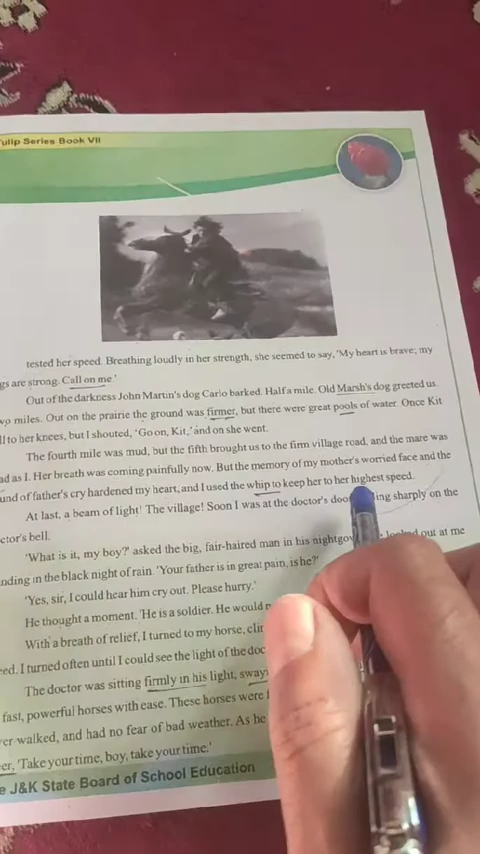 ulip Series Book VII
tested her speed. Breathing loudly in her strength, she seemed to say, 'My heart is brave; my
gs are strong. Call on me.'
Out of the darkness John Martin's dog Carlo barked. Half a mile. Old Marsh's dog greeted us.
wo miles. Out on the prairie the ground was firmer, but there were great pools of water. Once Kit
ll to her knees, but I shouted, 'Go on, Kit,' and on she went.
The fourth mile was mud, but the fifth brought us to the firm village road, and the mare was
ad as I. Her breath was coming painfully now. But the memory of my mother's worried face and the
und of father's cry hardened my heart, and I used the whip to keep her to her highest speed.
At last, a beam of light! The village! Soon I was at the doctor's door, ing sharply on the
ctor's bell.
'What is it, my boy?' asked the big, fair-haired man in his nightgow looked out at me
nding in the black night of rain. 'Your father is in great pain, is he?'
'Yes, sir, I could hear him cry out. Please hurry.'
He thought a moment. 'He is a soldier. He would
With a breath of relief, I turned to my horse,
eed. I turned often until I could see the light of the doc
The doctor was sitting firmly in his light, sway
fast, powerful horses with ease. These horses were
er walked, and had no fear of bad weather. As he
er, 'Take your time, boy, take your time.'
e J&K State Board of School Education